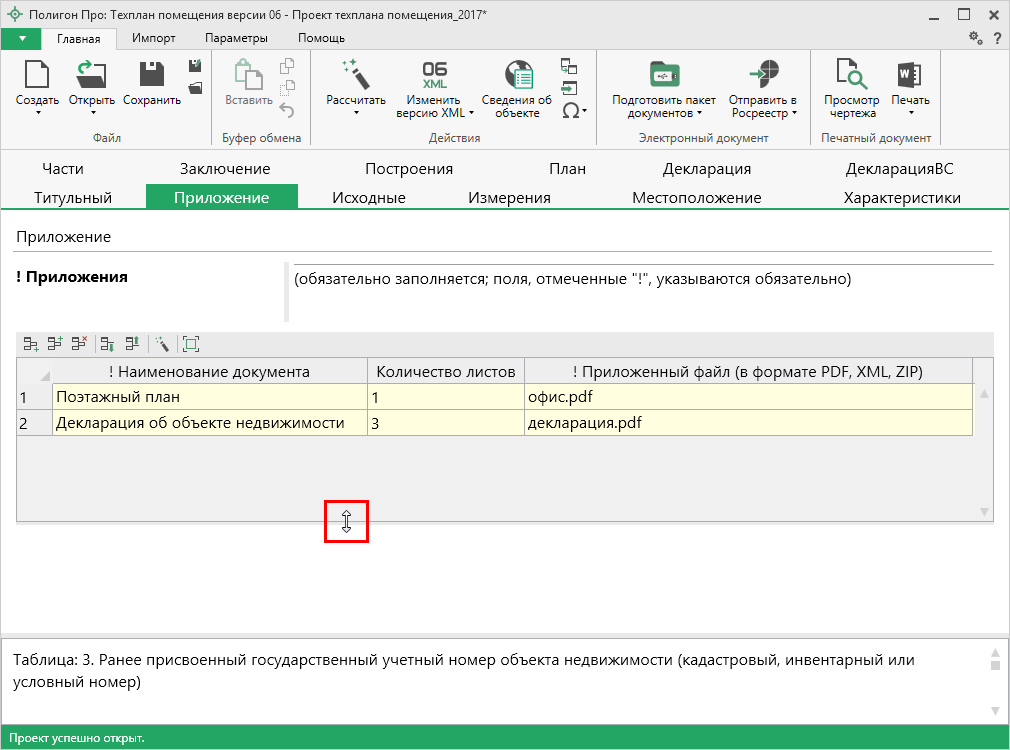 Полигон Про: Техплан помещения версии 06 - Проект техплана помещения_2017*
Главная Импорт Параметры Помощь
?
Создать Открыть Сохранить
Файл
Вставить
Буфер обмена
Рассчитать
06
XML
Изменить
версию XML
Сведения об
объекте
Ω
Действия
Подготовить пакет
документов
Отправить в
Росреестр
Электронный документ
Просмотр
чертежа
W
Печать
Печатный документ
Части Заключение Построения План Декларация ДекларацияВС
Титульный Приложение Исходные Измерения Местоположение Характеристики
Приложение
! Приложения
(обязательно заполняется; поля, отмеченные "!", указываются обязательно)
! Наименование документа Количество листов ! Приложенный файл (в формате PDF, XML, ZIP)
1 Поэтажный план 1 офис.pdf
2 Декларация об объекте недвижимости 3 декларация.pdf
Таблица: 3. Ранее присвоенный государственный учетный номер объекта недвижимости (кадастровый, инвентарный или
условный номер)
Проект успешно открыт.